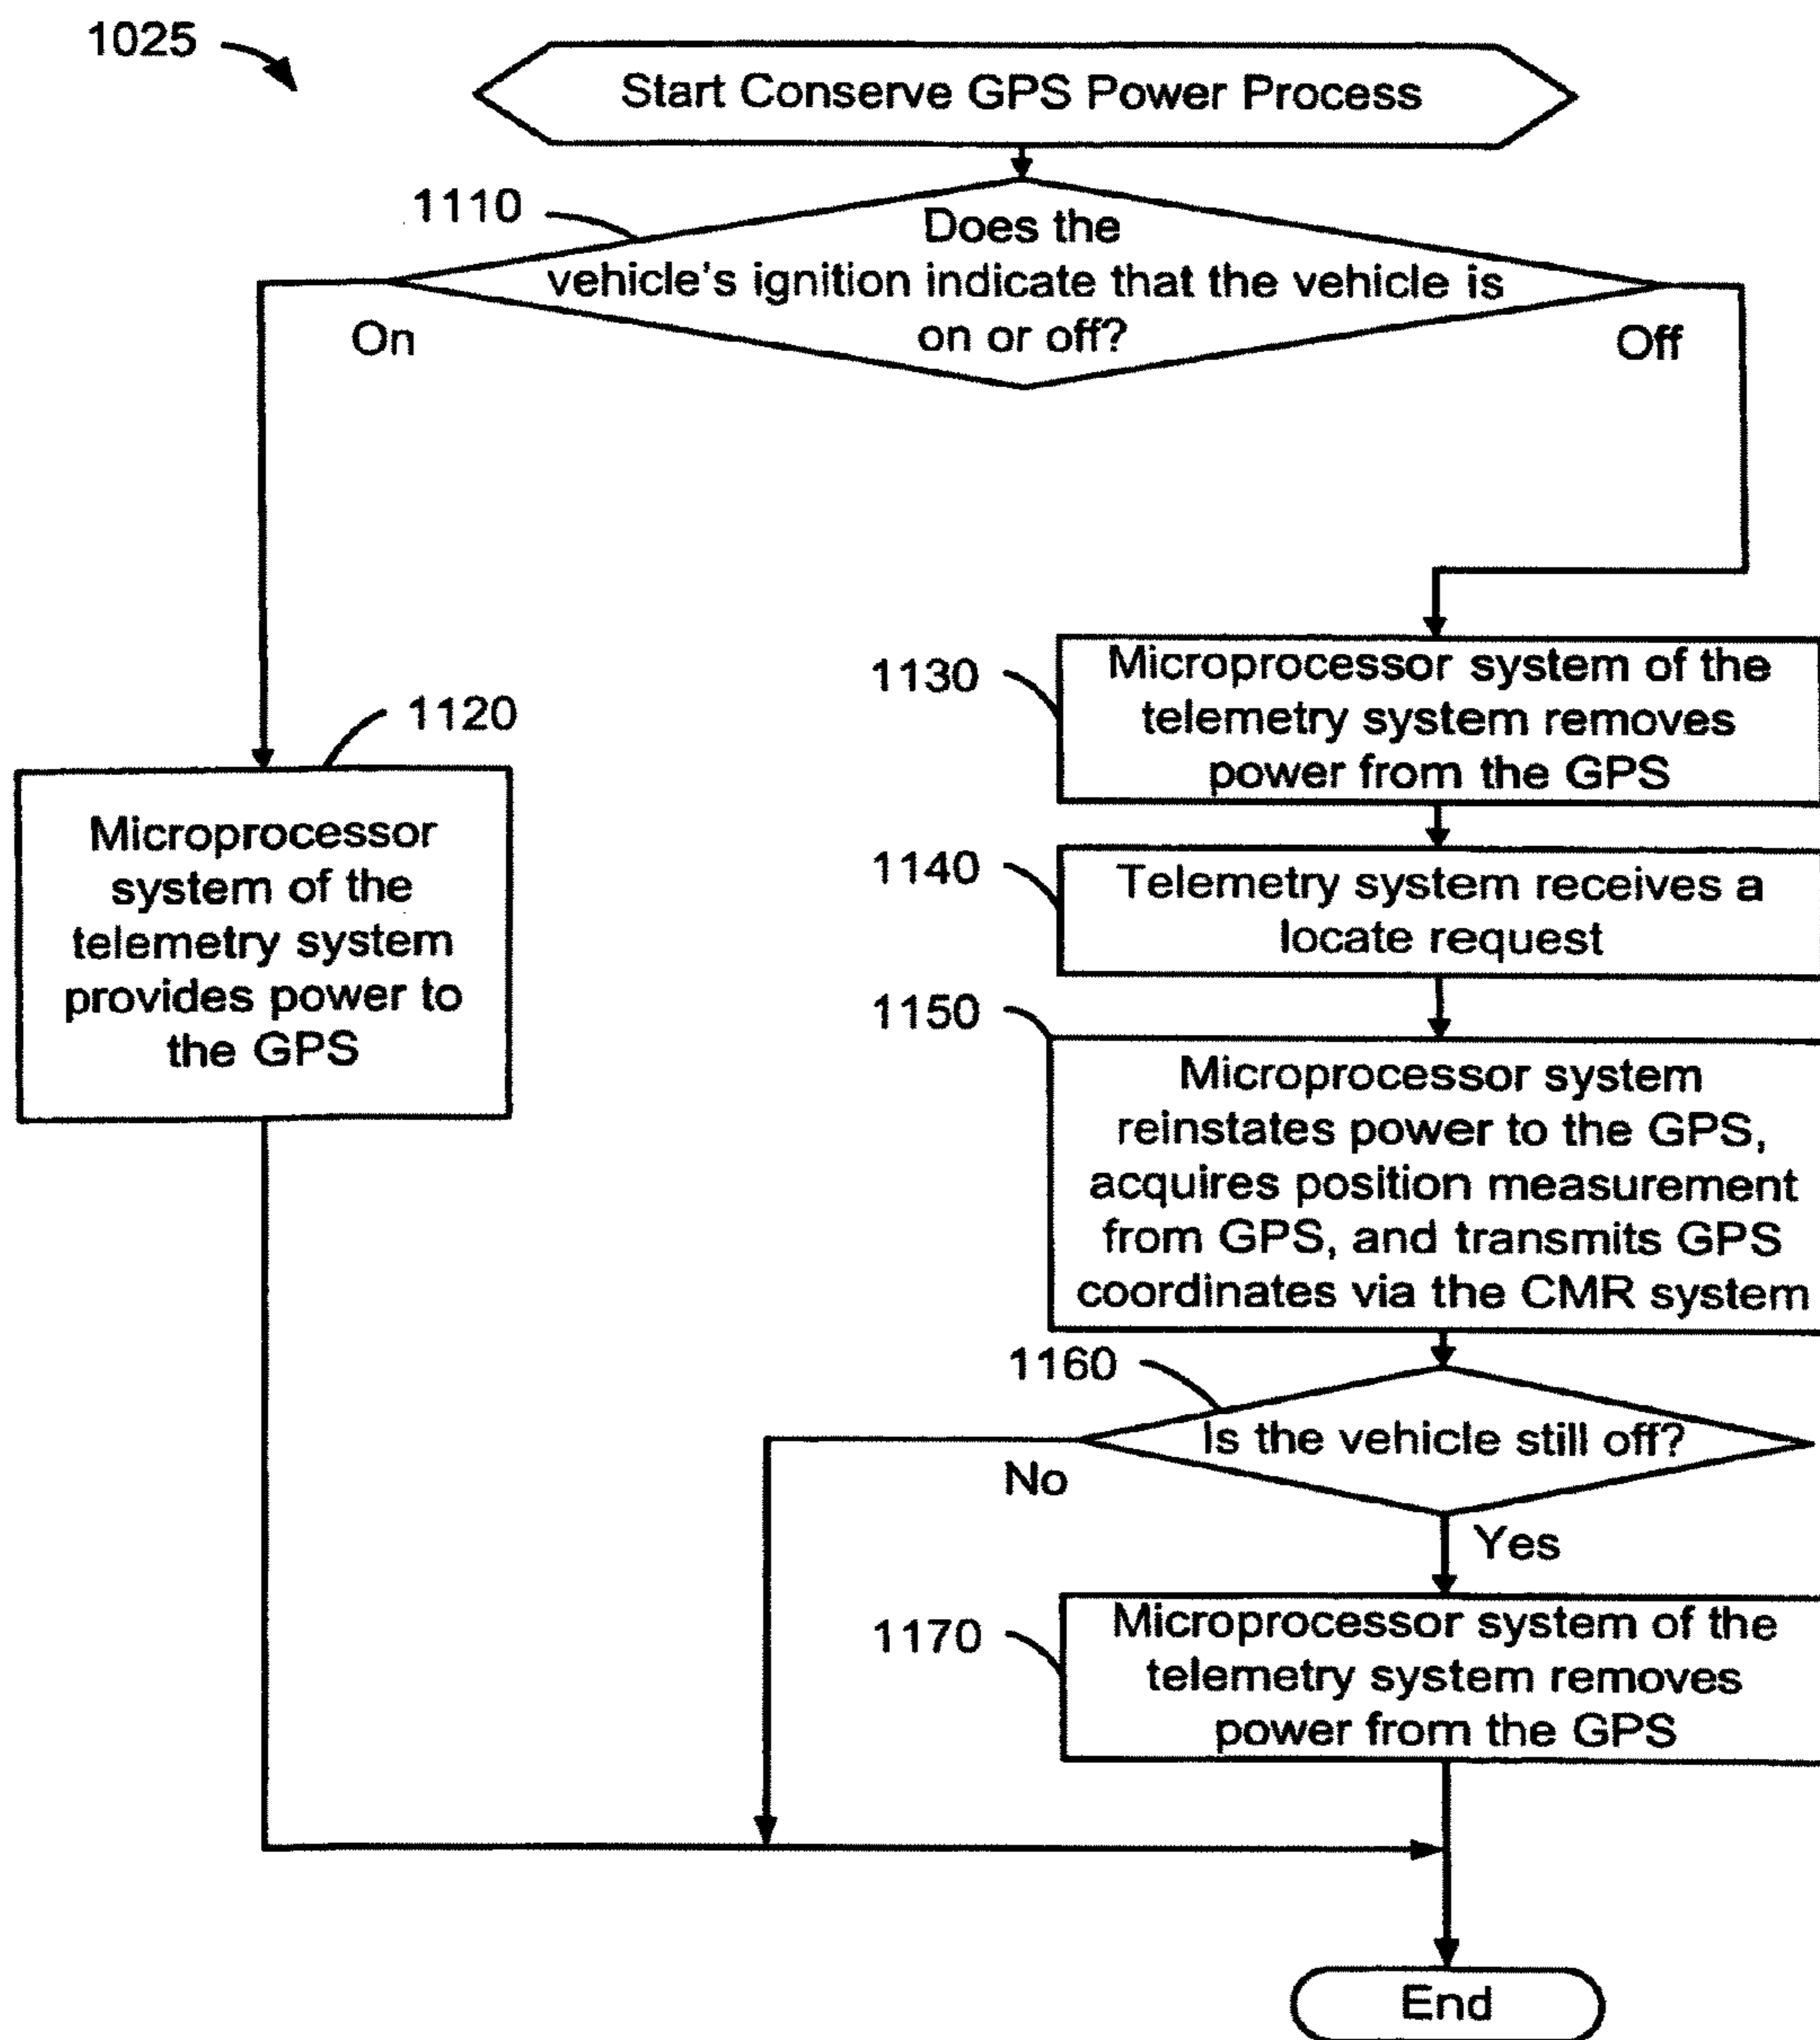 1025
Start Conserve GPS Power Process
1110
Does the
vehicle's ignition indicate that the vehicle is
on or off?
On
Off
1130
Microprocessor system of the
telemetry system removes
power from the GPS
1120
Microprocessor
system of the
telemetry system
provides power to
the GPS
1140
Telemetry system receives a
locate request
1150
Microprocessor system
reinstates power to the GPS,
acquires position measurement
from GPS, and transmits GPS
coordinates via the CMR system
1160
Is the vehicle still off?
No
Yes
1170
Microprocessor system of the
telemetry system removes
power from the GPS
End